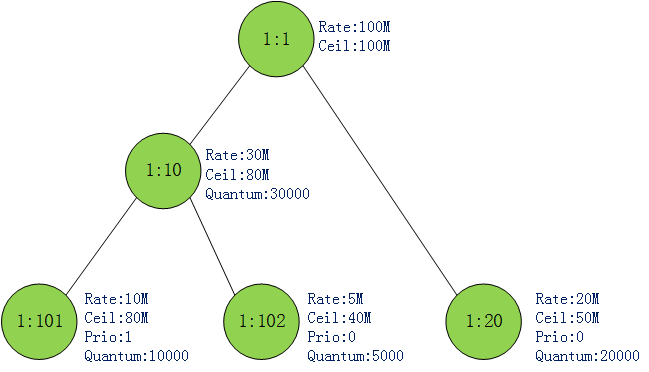 1:1
Rate:100M
Ceil:100M
1:10
Rate:30M
Ceil:80M
Quantum:30000
1:101
Rate:10M
Ceil:80M
Prio:1
Quantum:10000
1:102
Rate:5M
Ceil:40M
Prio:0
Quantum:5000
1:20
Rate:20M
Ceil:50M
Prio:0
Quantum:20000